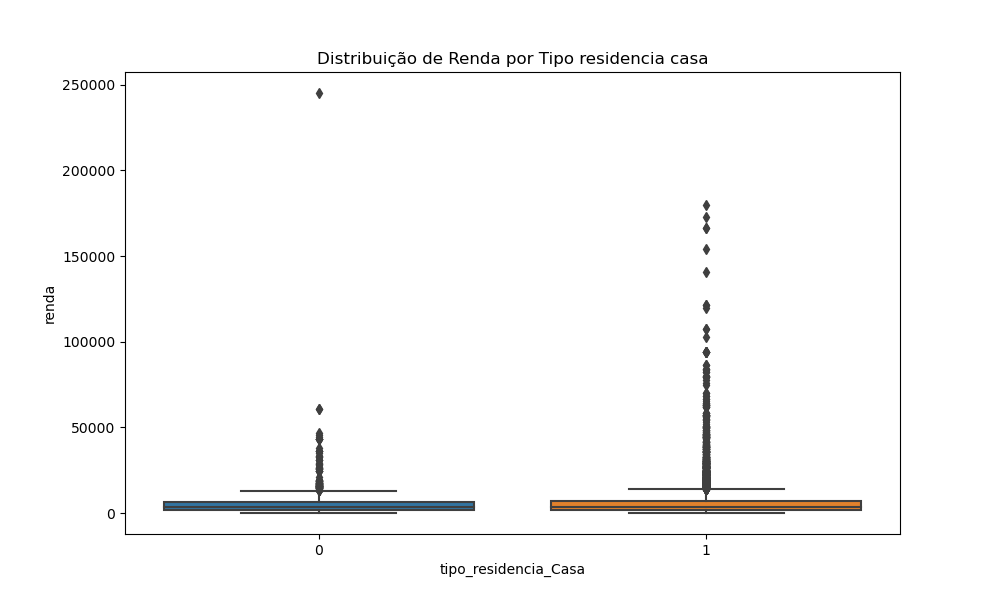 Distribuição de Renda por Tipo residencia casa
250000
200000
150000
100000
50000
0
renda
0
1
tipo_residencia_Casa